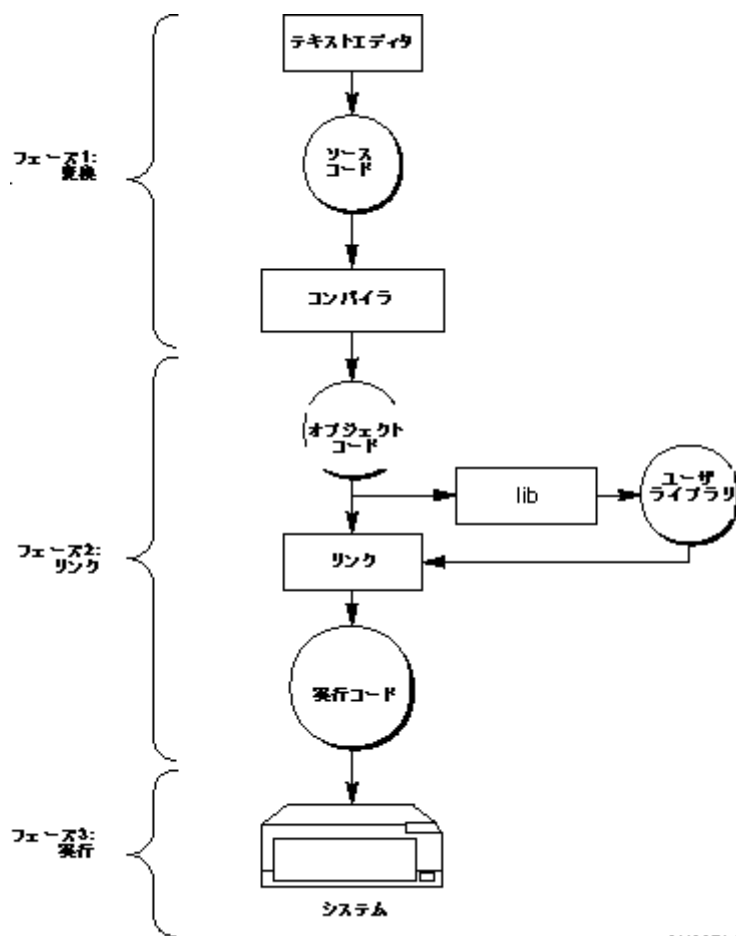 テキストエディタ
フェーズ1:
変換
ソース
コード
コンパイラ
オブジェクト
コード
lib
ユーザ
ライブラリ
フェーズ2:
リンク
リンク
実行コード
フェーズ3:
実行
システム